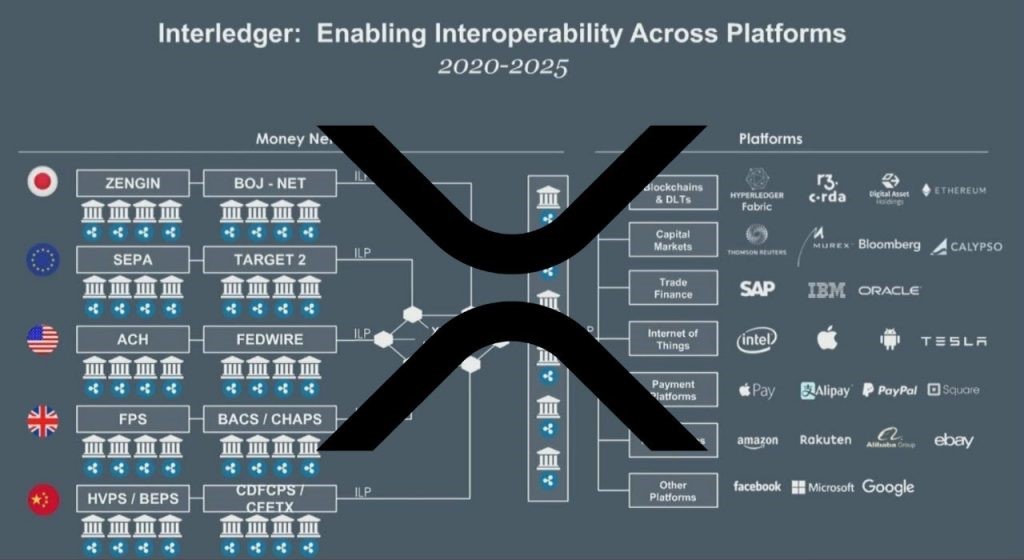 Interledger: Enabling Interoperability Across Platforms
2020-2025
Money Ne
Platforms
ZENGIN
BOJ - NET
ILP
SEPA
TARGET 2
ILP
ACH
FEDWIRE
ILP
FPS
BACS / CHAPS
HVPS / BEPS
CDFCPS /
CFETX
ILP
Blockchains
& DLTs
HYPERLEDGER
Fabric
r3.
c·rda
Digital Asset
Holdings
ETHEREUM
Capital
Markets
THOMSON REUTERS
MUREX
Bloomberg
CALYPSO
Trade
Finance
SAP
IBM
ORACLE
Internet of
Things
intel
TESLA
Payment
Platforms
Pay
Alipay
PayPal
Square
amazon
Rakuten
Alibaba Group
ebay
Other
Platforms
facebook
Microsoft
Google